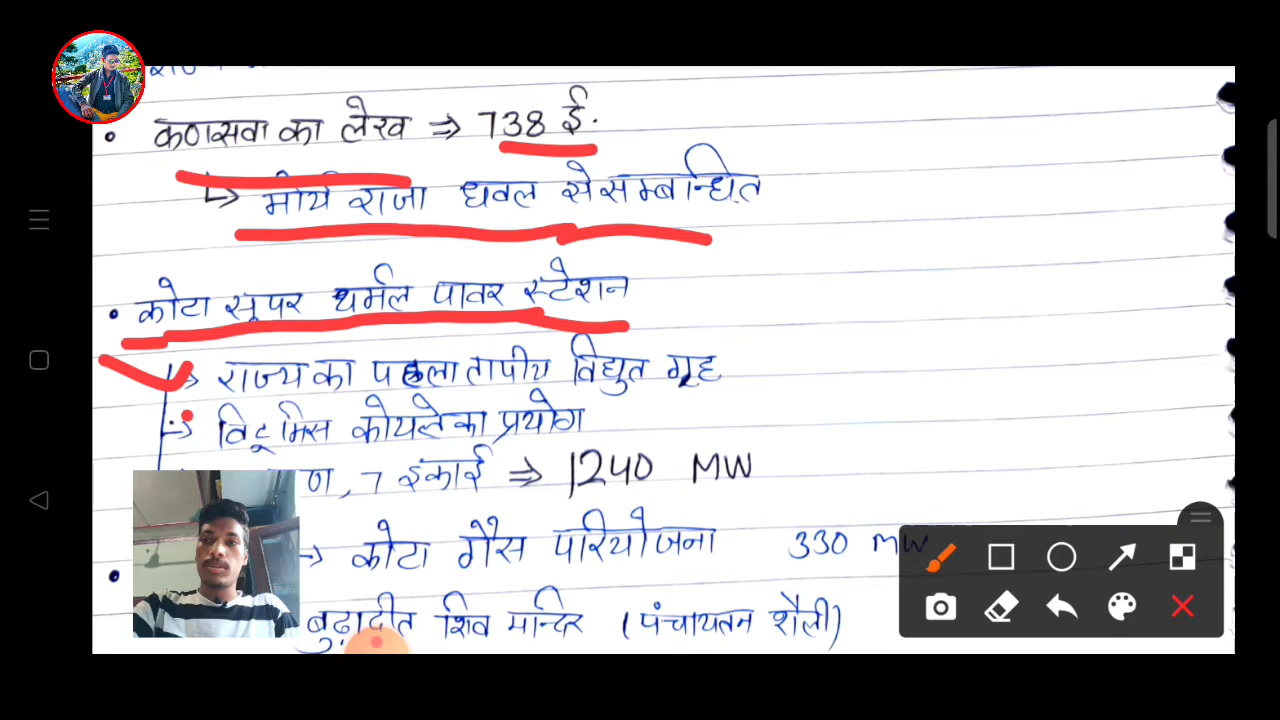 • कणसवा का लेख ⇒ 738 ई.
↳ मौर्य राजा धवल से सम्बन्धित
• कोटा सुपर थर्मल पावर स्टेशन
→ राज्य का पहला तापीय विद्युत गृह
→ विटूमिस कोयले का प्रयोग
ण, 7 इकाई ⇒ 1240 MW
→ कोटा गैस परियोजना 330 MW
• बुढ़ादीत शिव मन्दिर (पंचायतन शैली)